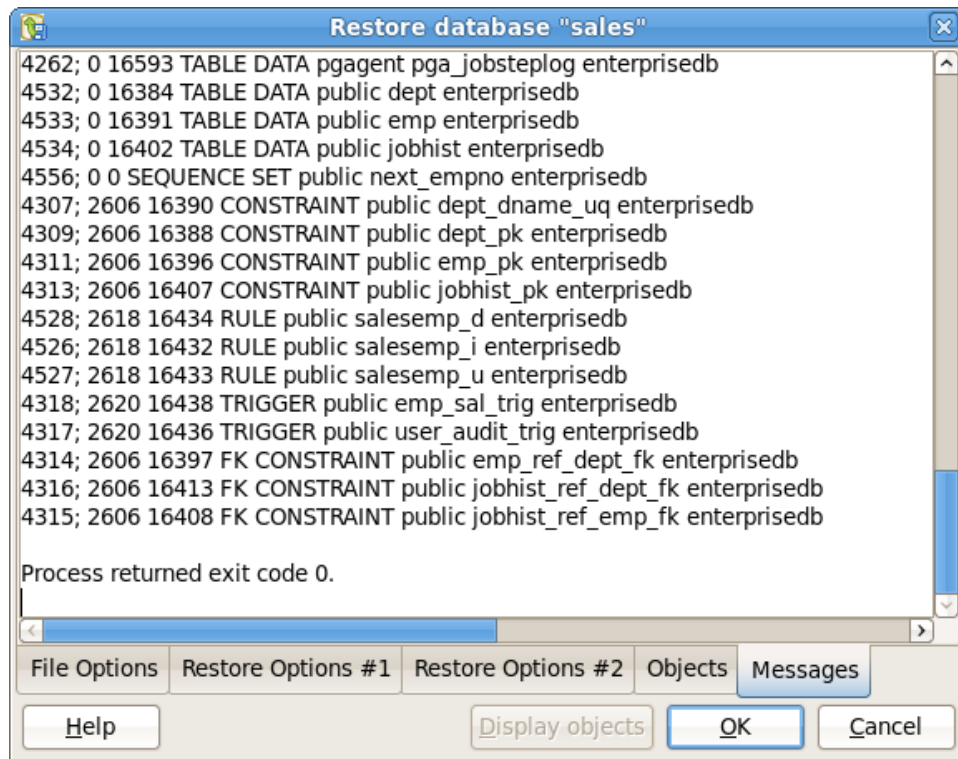 Restore database "sales"
4262; 0 16593 TABLE DATA pgagent pga_jobsteplog enterprisedb
4532; 0 16384 TABLE DATA public dept enterprisedb
4533; 0 16391 TABLE DATA public emp enterprisedb
4534; 0 16402 TABLE DATA public jobhist enterprisedb
4556; 0 0 SEQUENCE SET public next_empno enterprisedb
4307; 2606 16390 CONSTRAINT public dept_dname_uq enterprisedb
4309; 2606 16388 CONSTRAINT public dept_pk enterprisedb
4311; 2606 16396 CONSTRAINT public emp_pk enterprisedb
4313; 2606 16407 CONSTRAINT public jobhist_pk enterprisedb
4528; 2618 16434 RULE public salesemp_d enterprisedb
4526; 2618 16432 RULE public salesemp_i enterprisedb
4527; 2618 16433 RULE public salesemp_u enterprisedb
4318; 2620 16438 TRIGGER public emp_sal_trig enterprisedb
4317; 2620 16436 TRIGGER public user_audit_trig enterprisedb
4314; 2606 16397 FK CONSTRAINT public emp_ref_dept_fk enterprisedb
4316; 2606 16413 FK CONSTRAINT public jobhist_ref_dept_fk enterprisedb
4315; 2606 16408 FK CONSTRAINT public jobhist_ref_emp_fk enterprisedb
Process returned exit code 0.
File Options Restore Options #1 Restore Options #2 Objects Messages
Help Display objects OK Cancel